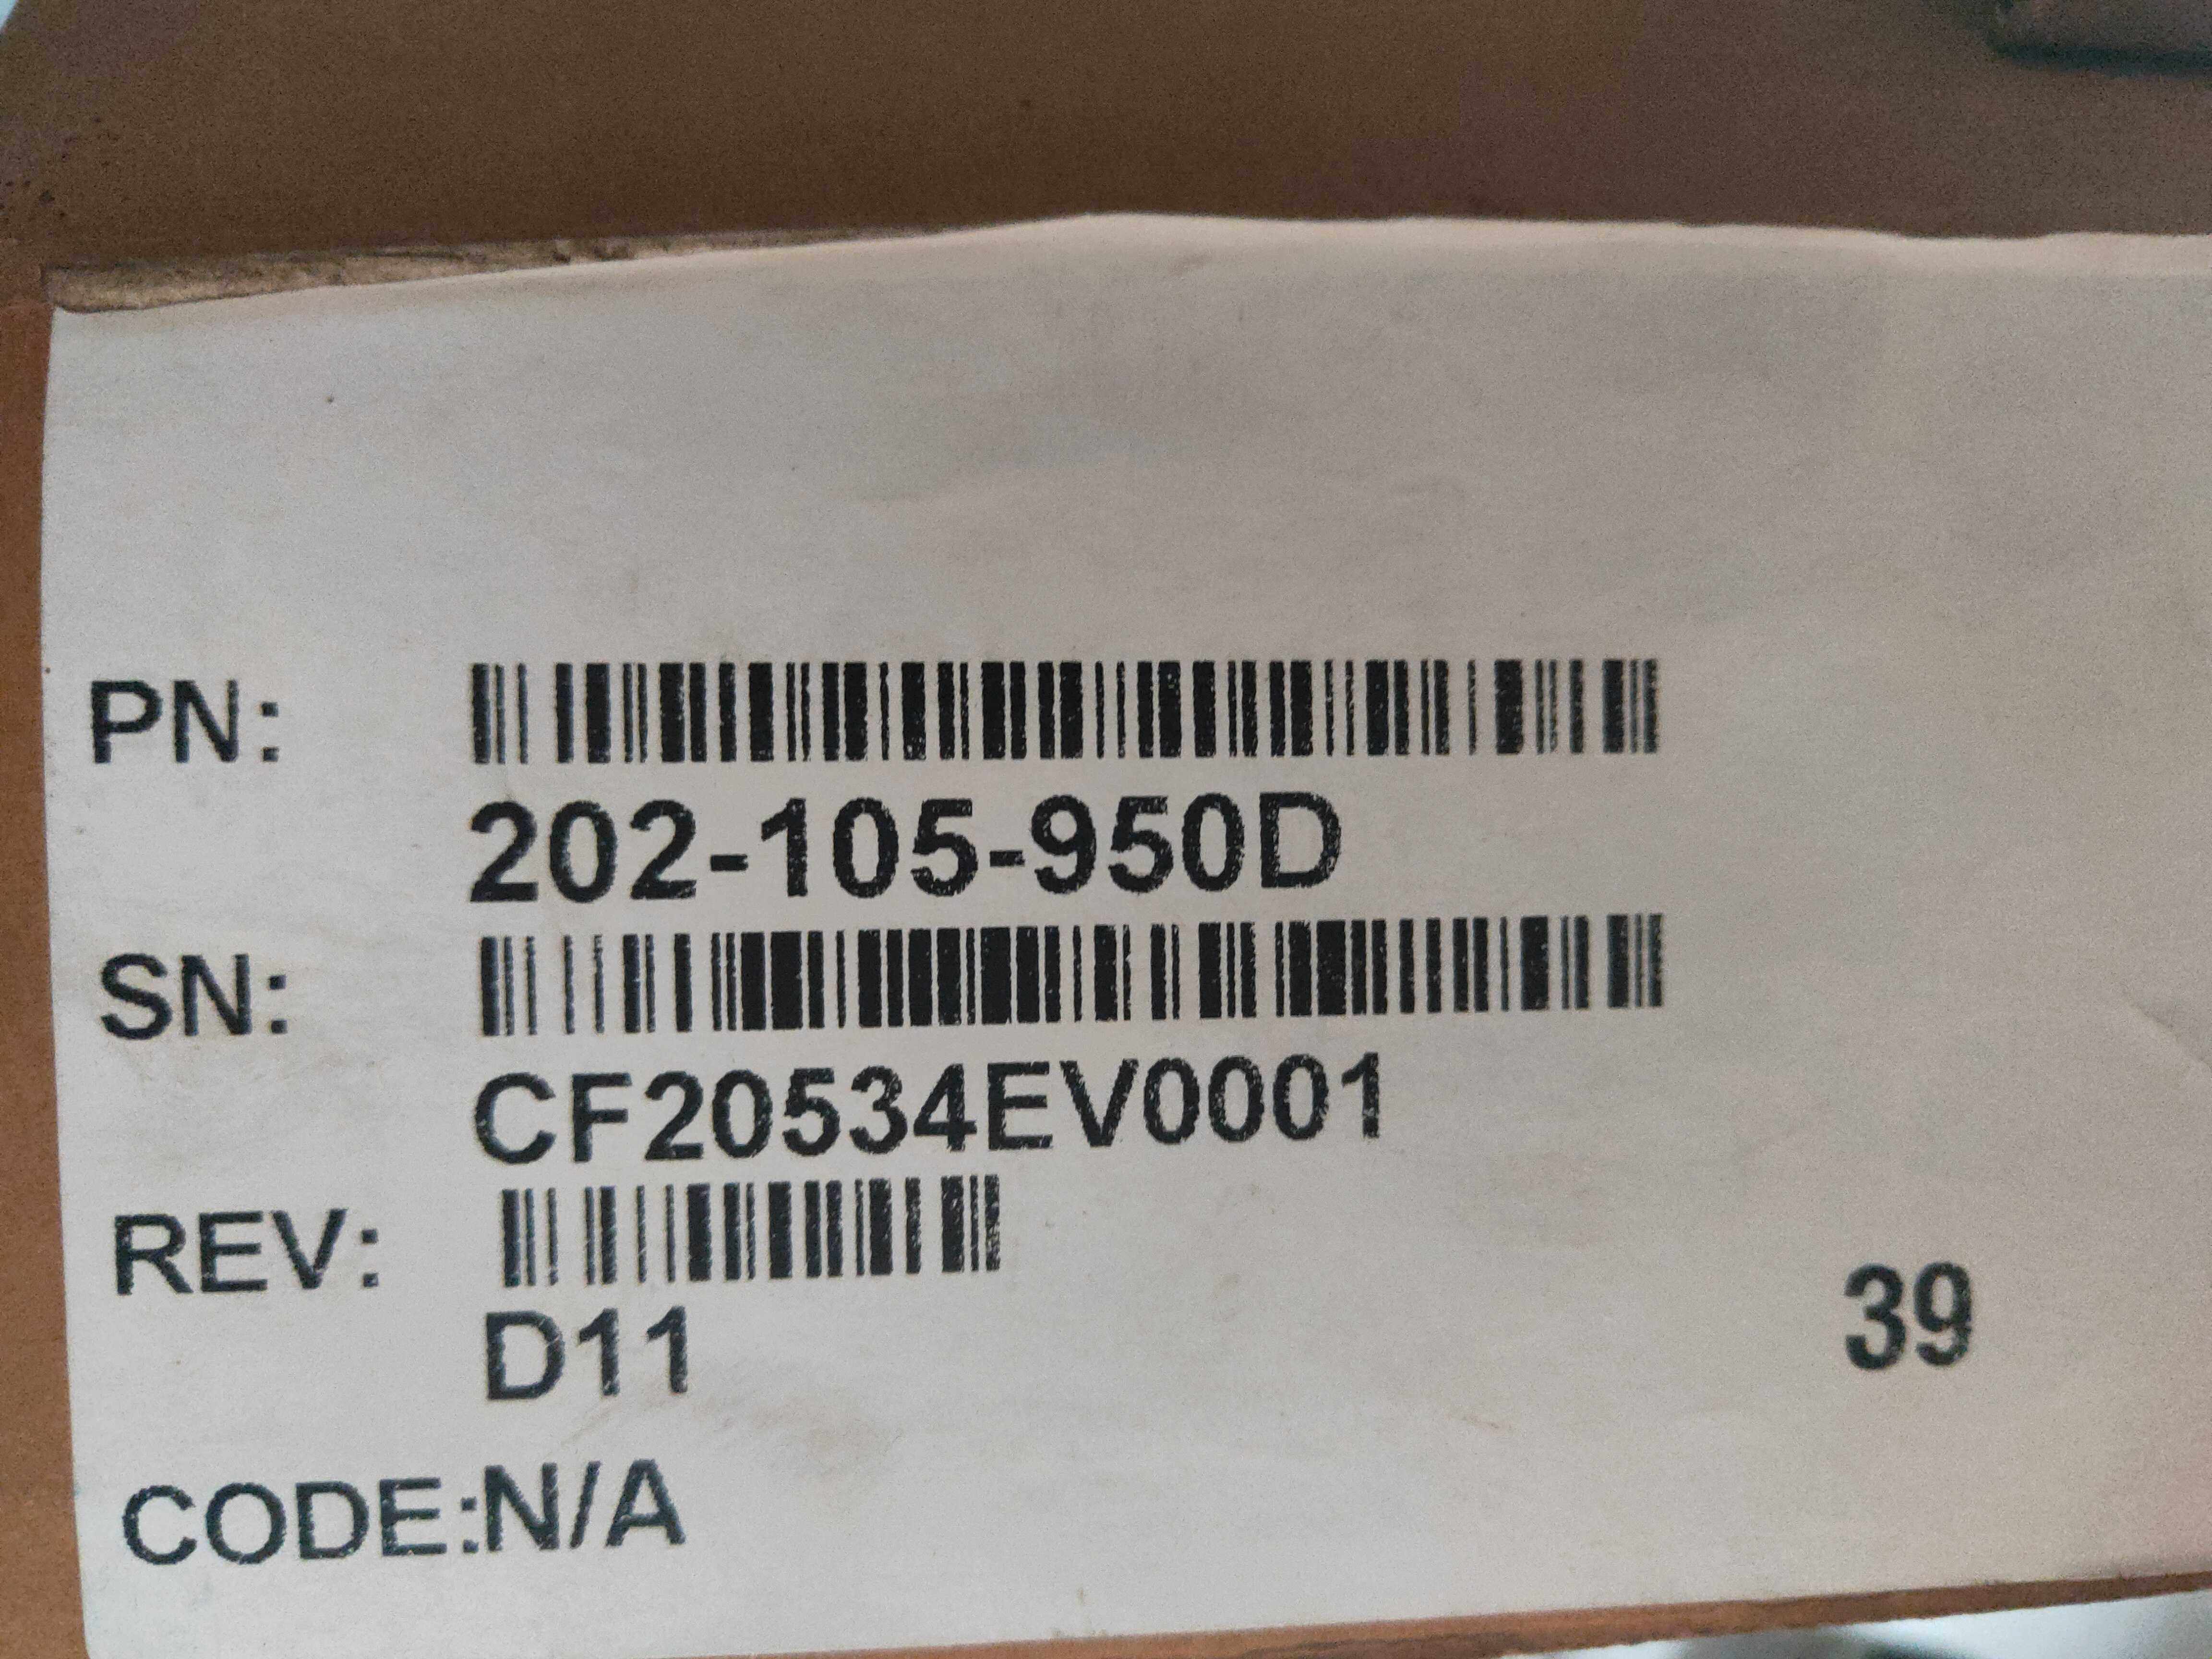 PN:
202-105-950D
SN:
CF20534EV0001
REV:
D11
39
CODE:N/A